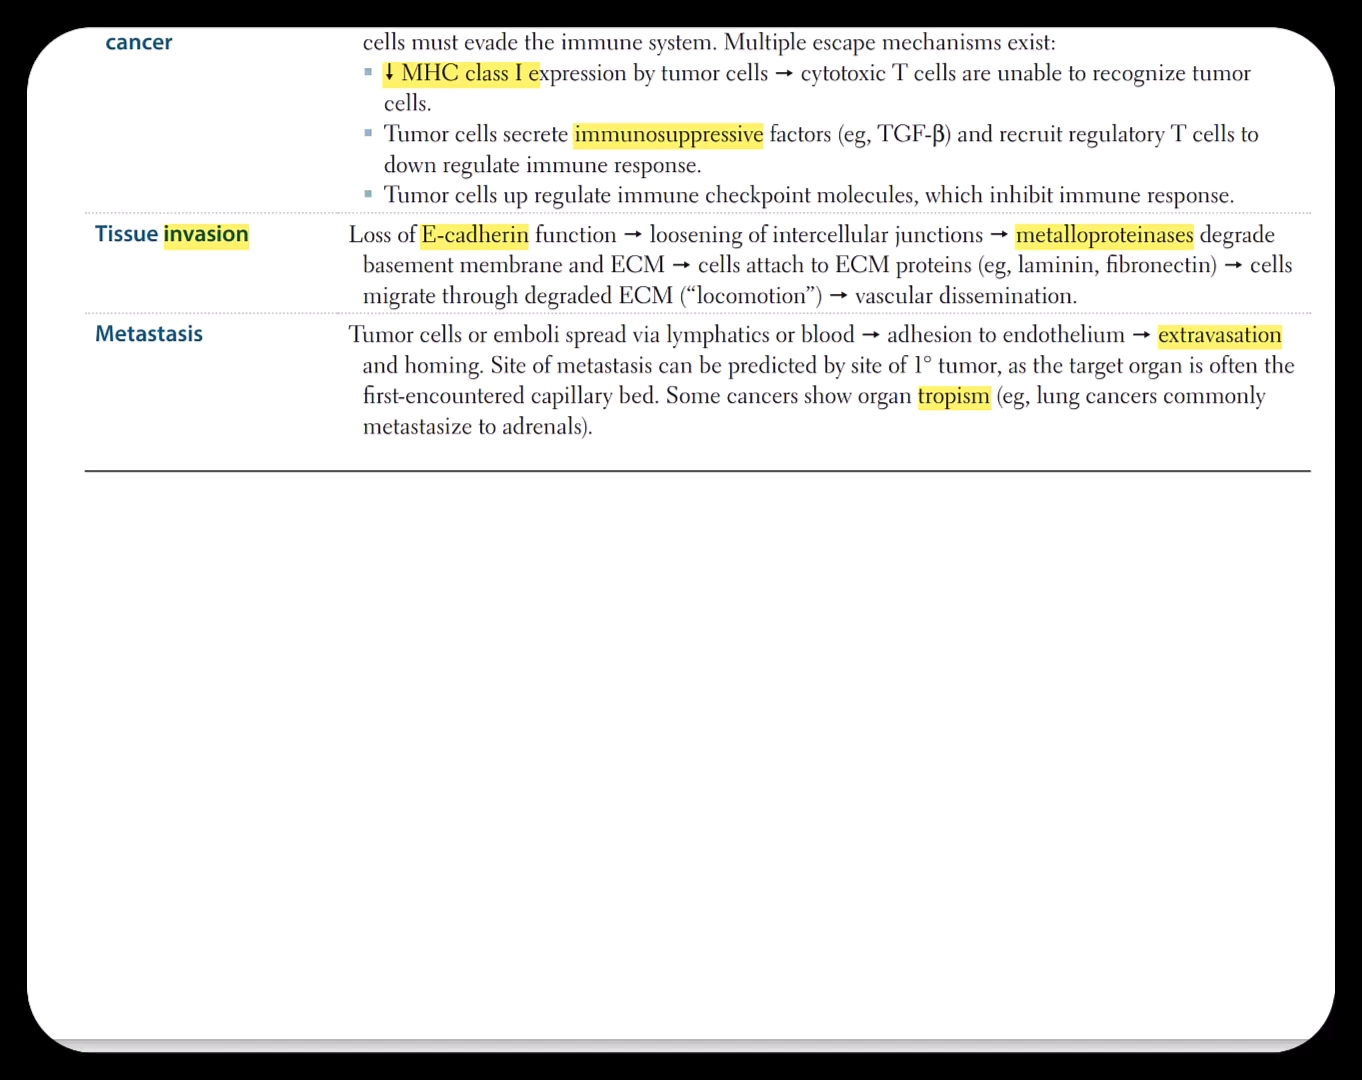 cancer
cells must evade the immune system. Multiple escape mechanisms exist:
▪ ↓ MHC class I expression by tumor cells → cytotoxic T cells are unable to recognize tumor
cells.
▪ Tumor cells secrete immunosuppressive factors (eg, TGF-β) and recruit regulatory T cells to
down regulate immune response.
▪ Tumor cells up regulate immune checkpoint molecules, which inhibit immune response.
Tissue invasion
Loss of E-cadherin function → loosening of intercellular junctions → metalloproteinases degrade
basement membrane and ECM → cells attach to ECM proteins (eg, laminin, fibronectin) → cells
migrate through degraded ECM (“locomotion”) → vascular dissemination.
Metastasis
Tumor cells or emboli spread via lymphatics or blood → adhesion to endothelium → extravasation
and homing. Site of metastasis can be predicted by site of 1° tumor, as the target organ is often the
first-encountered capillary bed. Some cancers show organ tropism (eg, lung cancers commonly
metastasize to adrenals).